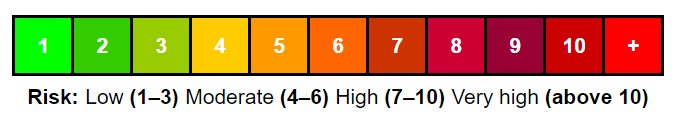 1 2 3 4 5 6 7 8 9 10 +
Risk: Low (1–3) Moderate (4–6) High (7–10) Very high (above 10)